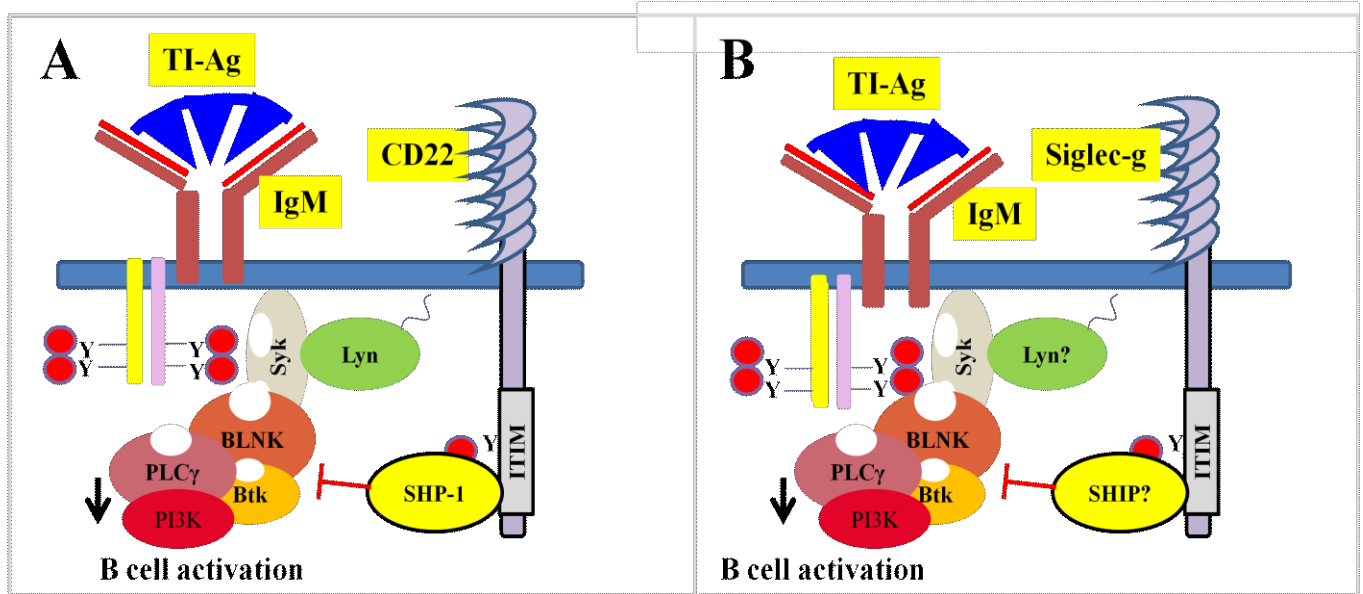 A
TI-Ag
CD22
IgM
Y
Y
Y
Y
Syk
Lyn
BLNK
PLCγ
Btk
PI3K
SHP-1
Y
ITIM
B cell activation
B
TI-Ag
Siglec-g
IgM
Y
Y
Y
Y
Syk
Lyn?
BLNK
PLCγ
Btk
PI3K
SHIP?
Y
ITIM
B cell activation